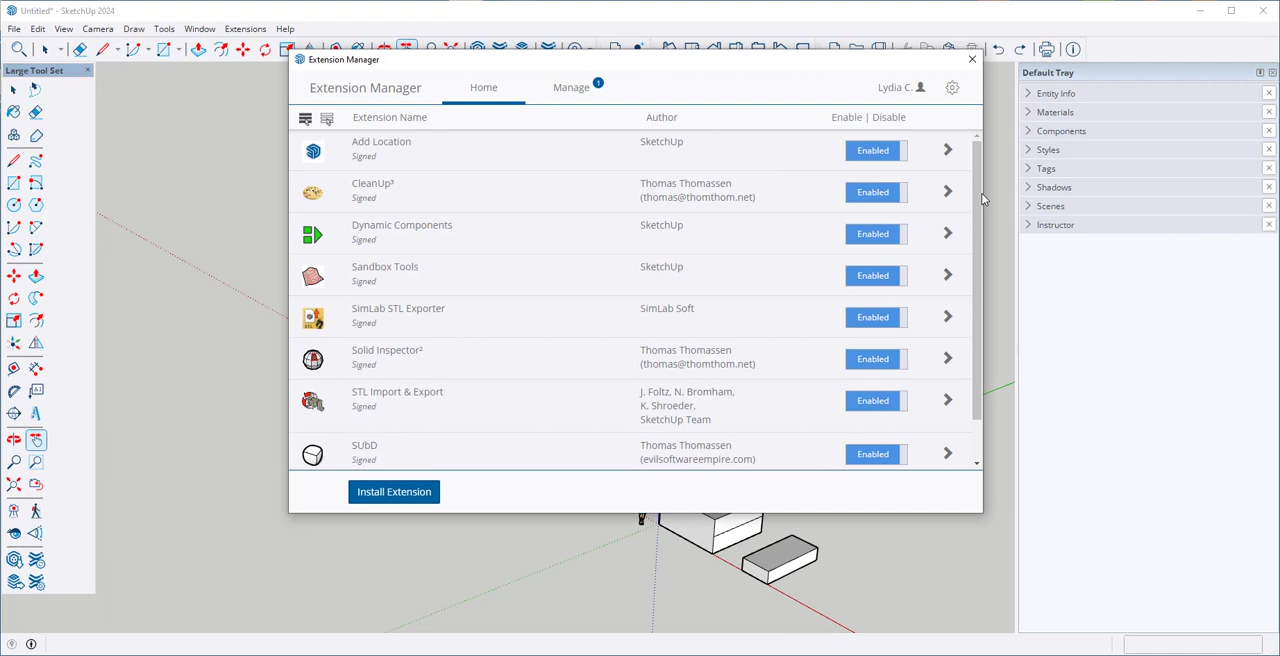 Untitled* - SketchUp 2024
File Edit View Camera Draw Tools Window Extensions Help
Large Tool Set
Extension Manager
Default Tray
Extension Manager Home Manage 1 Lydia C.
Extension Name Author Enable | Disable
Add Location SketchUp Enabled
Signed
CleanUp³ Thomas Thomassen Enabled
Signed (thomas@thomthom.net)
Dynamic Components SketchUp Enabled
Signed
Sandbox Tools SketchUp Enabled
Signed
SimLab STL Exporter SimLab Soft Enabled
Signed
Solid Inspector² Thomas Thomassen Enabled
Signed (thomas@thomthom.net)
STL Import & Export J. Foltz, N. Bromham, Enabled
Signed K. Shroeder,
SketchUp Team
SUbD Thomas Thomassen Enabled
Signed (evilsoftwareempire.com)
Install Extension
Entity Info
Materials
Components
Styles
Tags
Shadows
Scenes
Instructor